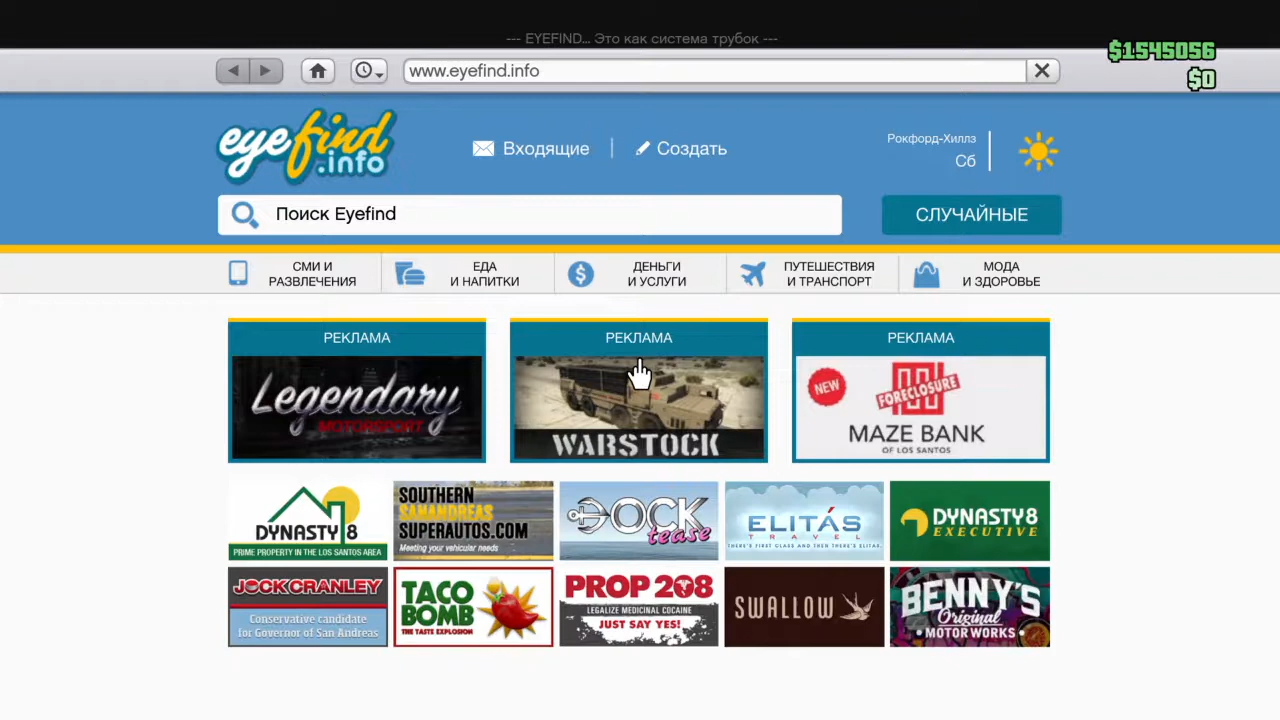 --- EYEFIND... Это как система трубок ---
$1545056
$0
www.eyefind.info
eyefind
.info
Входящие
Создать
Рокфорд-Хиллз
Сб
Поиск Eyefind
СЛУЧАЙНЫЕ
СМИ И
РАЗВЛЕЧЕНИЯ
ЕДА
И НАПИТКИ
ДЕНЬГИ
И УСЛУГИ
ПУТЕШЕСТВИЯ
И ТРАНСПОРТ
МОДА
И ЗДОРОВЬЕ
РЕКЛАМА
Legendary
MOTORSPORT
РЕКЛАМА
WARSTOCK
РЕКЛАМА
NEW
FORECLOSURE
MAZE BANK
OF LOS SANTOS
DYNASTY 8
PRIME PROPERTY IN THE LOS SANTOS AREA
SOUTHERN
SANANDREAS
SUPERAUTOS.COM
Meeting your vehicular needs
DOCK
tease
ELITÁS
TRAVEL
THERE'S FIRST CLASS AND THEN THERE'S ELITAS.
DYNASTY 8
EXECUTIVE
JOCK CRANLEY
Conservative candidate
for Governor of San Andreas
TACO
BOMB
THE TASTE EXPLOSION
PROP 208
LEGALIZE MEDICINAL COCAINE
JUST SAY YES!
SWALLOW
BENNY'S
Original
MOTOR WORKS